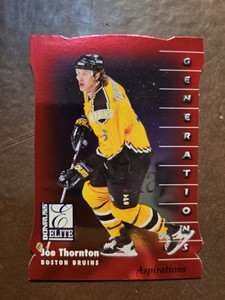 GENERATIONS
DONRUSS
ELITE
Joe Thornton
BOSTON BRUINS
Aspirations